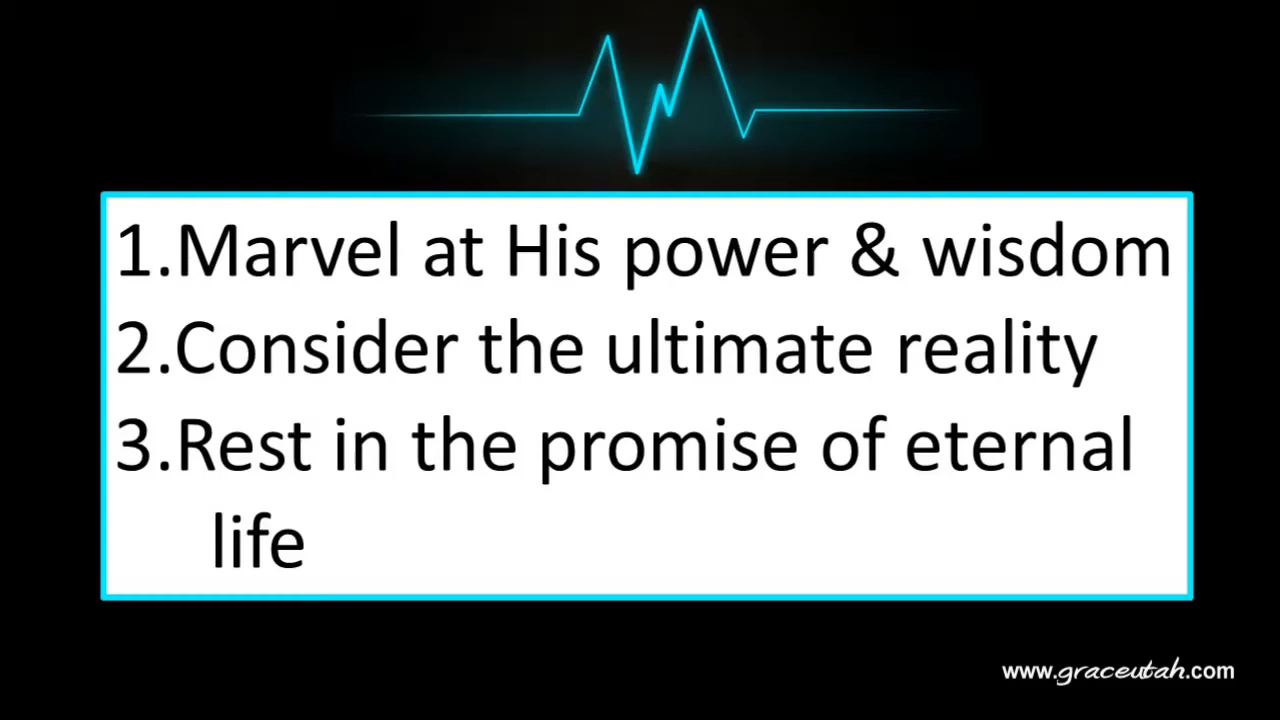 1.Marvel at His power & wisdom
2.Consider the ultimate reality
3.Rest in the promise of eternal
life
www.graceutah.com